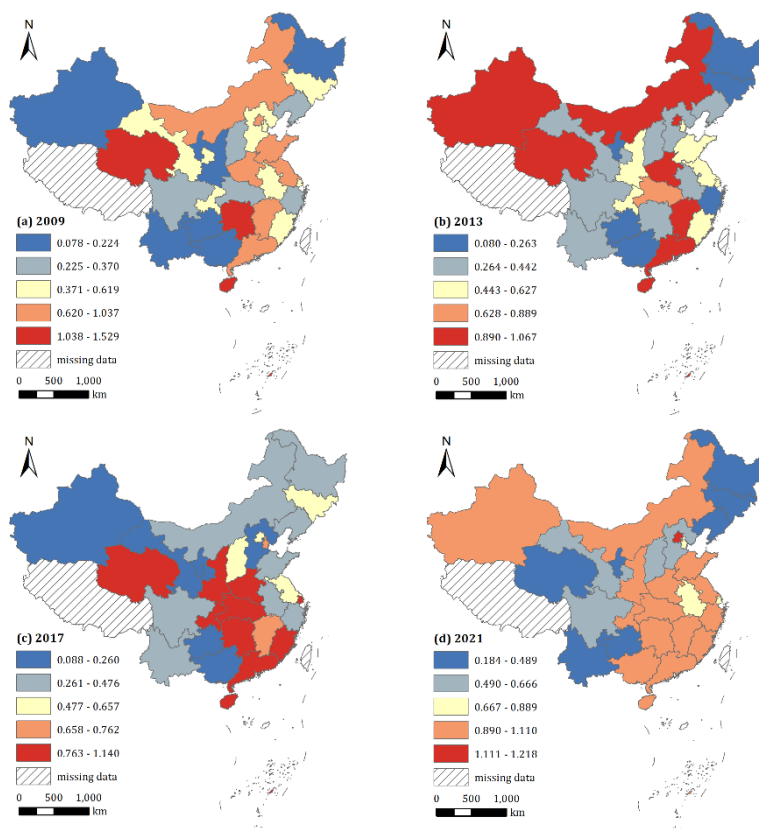 N
(a) 2009
0.078 - 0.224
0.225 - 0.370
0.371 - 0.619
0.620 - 1.037
1.038 - 1.529
missing data
0 500 1,000
km
N
(b) 2013
0.080 - 0.263
0.264 - 0.442
0.443 - 0.627
0.628 - 0.889
0.890 - 1.067
missing data
0 500 1,000
km
N
(c) 2017
0.088 - 0.260
0.261 - 0.476
0.477 - 0.657
0.658 - 0.762
0.763 - 1.140
missing data
0 500 1,000
km
N
(d) 2021
0.184 - 0.489
0.490 - 0.666
0.667 - 0.889
0.890 - 1.110
1.111 - 1.218
missing data
0 500 1,000
km